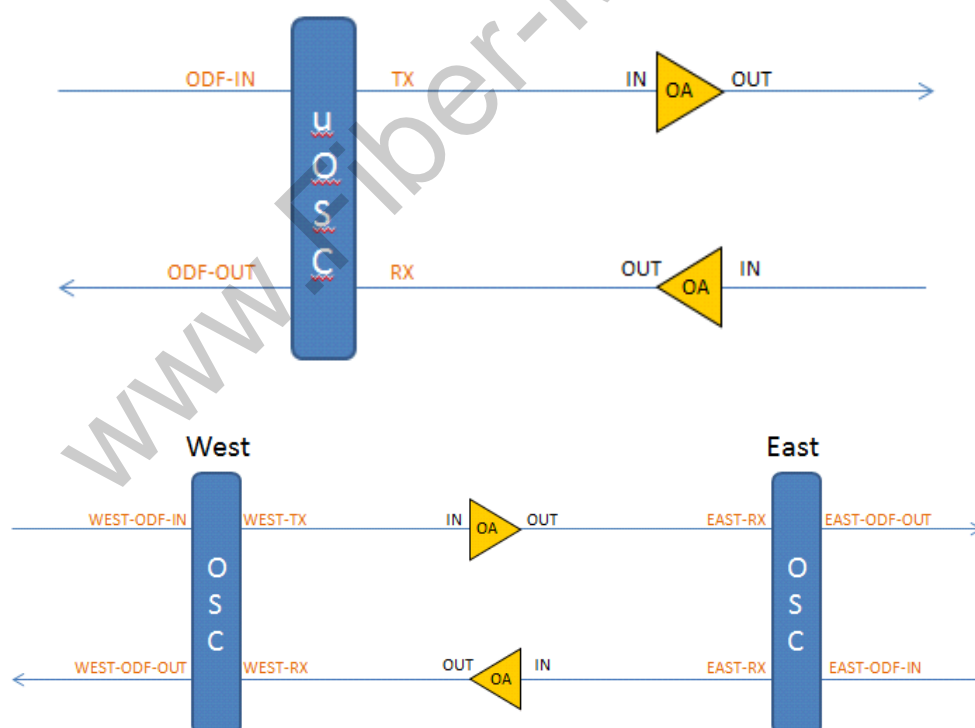 ODF-IN TX IN OA OUT
u
O
S
C
ODF-OUT RX OUT OA IN
West East
WEST-ODF-IN WEST-TX IN OA OUT EAST-RX EAST-ODF-OUT
O O
S S
C C
WEST-ODF-OUT WEST-RX OUT OA IN EAST-RX EAST-ODF-IN
www.Fiber-